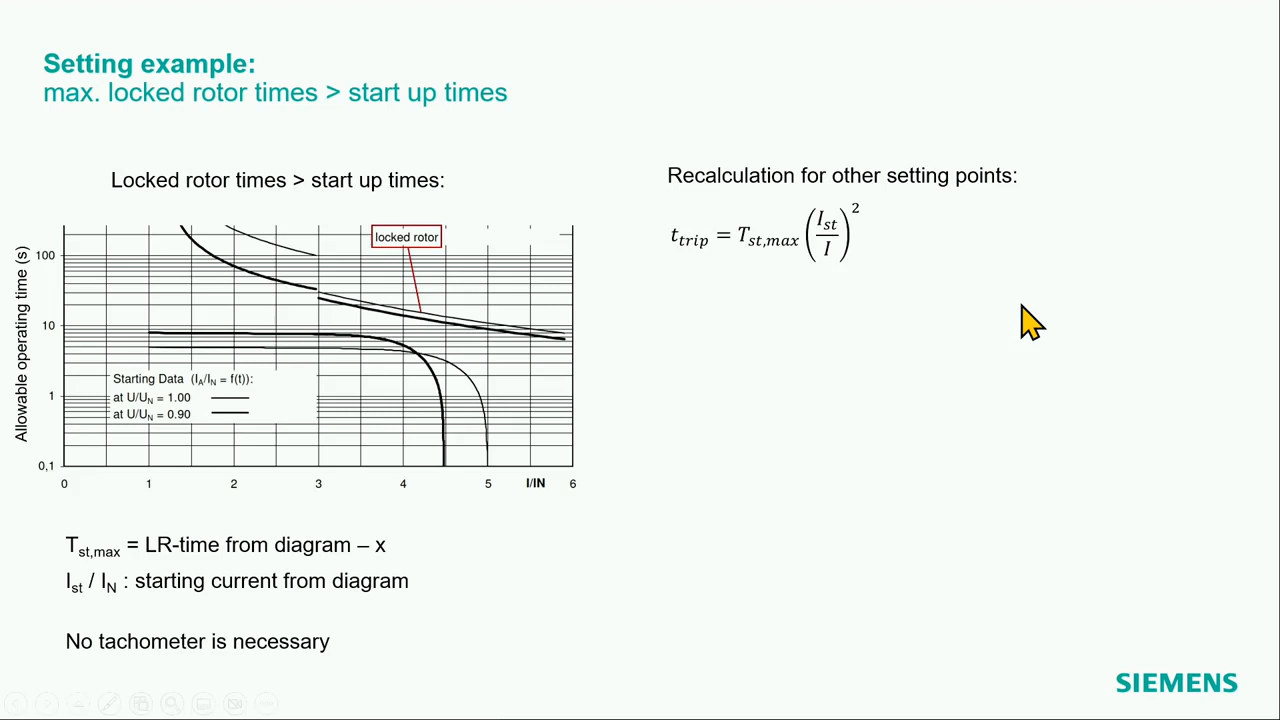 Setting example:
max. locked rotor times > start up times
Locked rotor times > start up times:
Recalculation for other setting points:
t_trip = T_st,max (I_st / I)^2
locked rotor
Allowable operating time (s)
100
10
1
0,1
Starting Data (I_A/I_N = f(t)):
at U/U_N = 1.00
at U/U_N = 0.90
0 1 2 3 4 5 I/IN 6
T_st,max = LR-time from diagram – x
I_st / I_N : starting current from diagram
No tachometer is necessary
SIEMENS